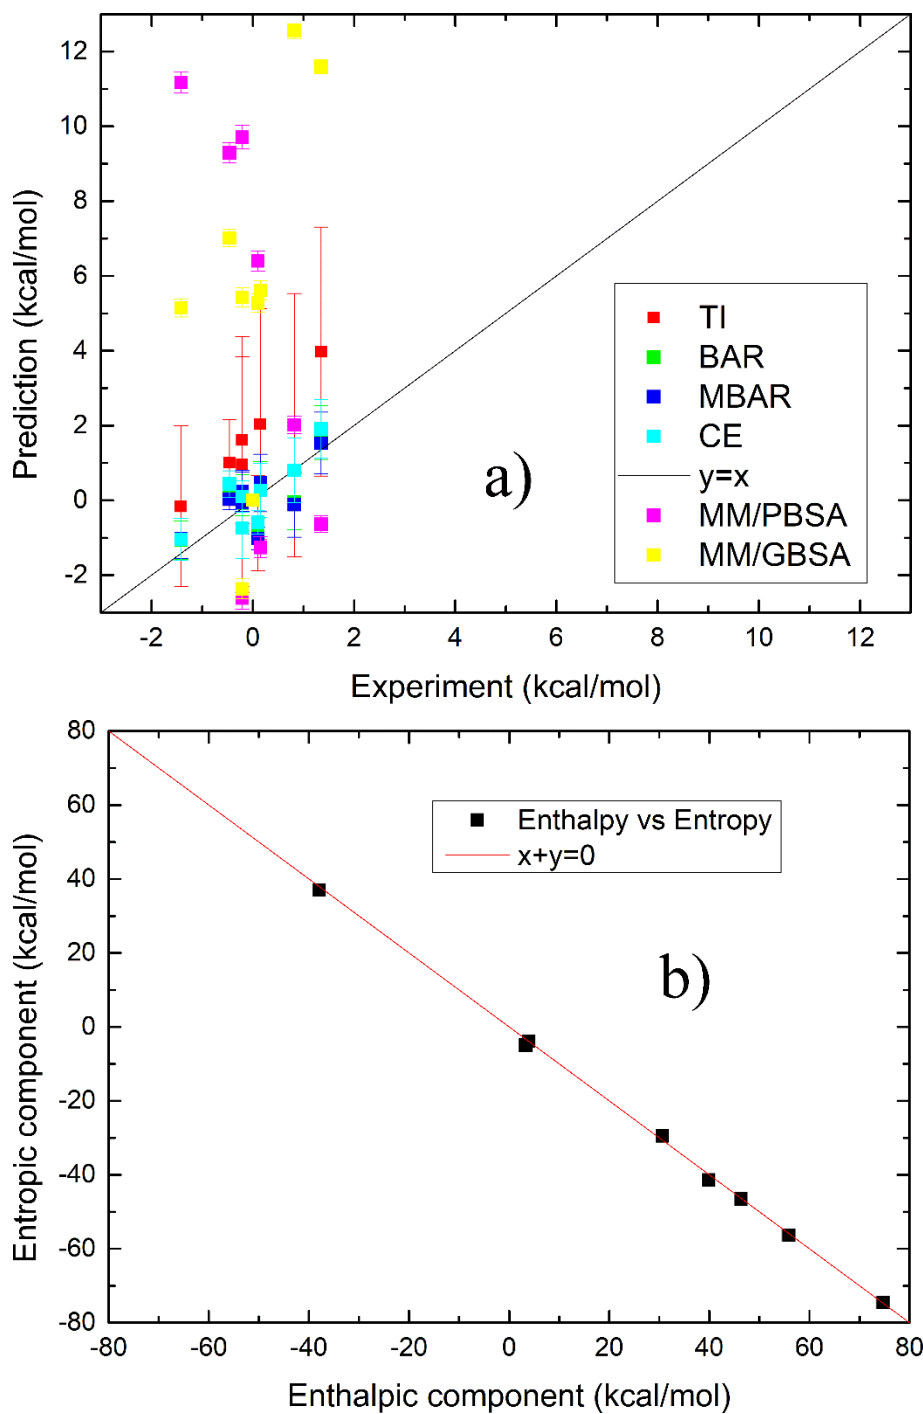 12
10
8
6
4
2
0
-2
Prediction (kcal/mol)
TI
BAR
MBAR
CE
y=x
MM/PBSA
MM/GBSA
a)
-2 0 2 4 6 8 10 12
Experiment (kcal/mol)
80
60
40
20
0
-20
-40
-60
-80
Entropic component (kcal/mol)
Enthalpy vs Entropy
x+y=0
b)
-80 -60 -40 -20 0 20 40 60 80
Enthalpic component (kcal/mol)